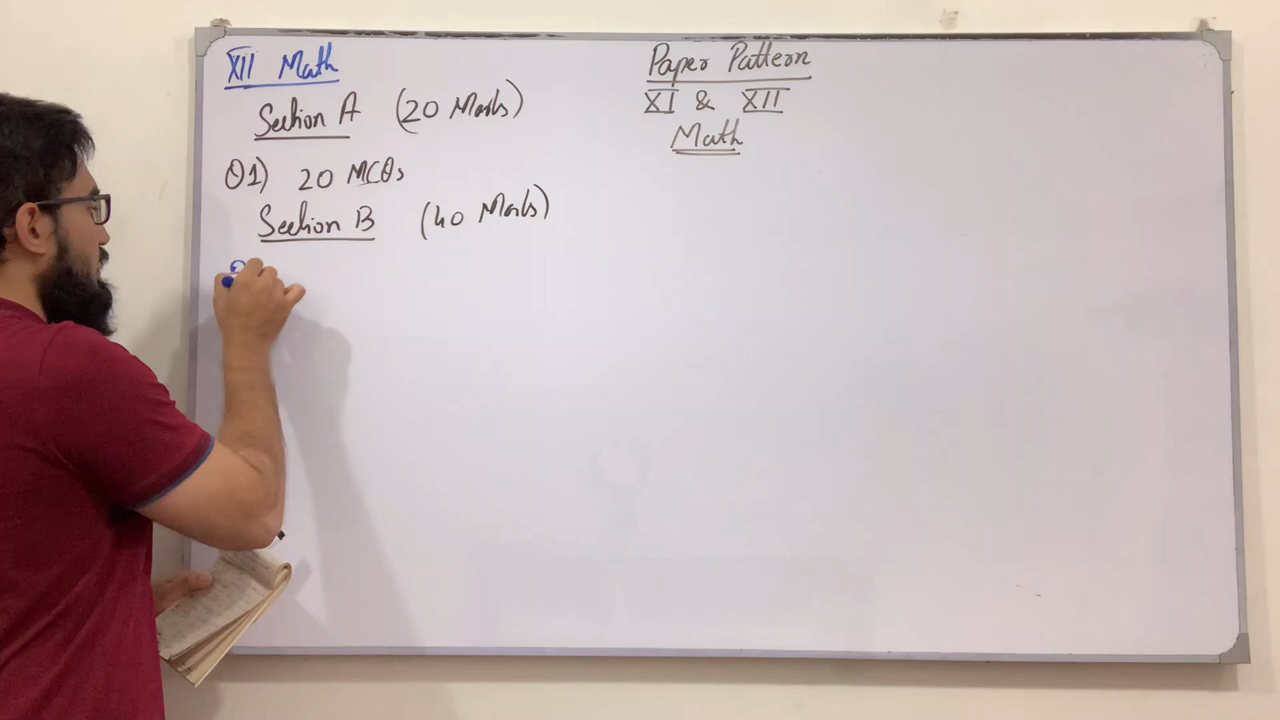 XII Math
Section A (20 Marks)
Q1) 20 MCQs
Section B (40 Marks)
Q
Paper Pattern
XI & XII
Math